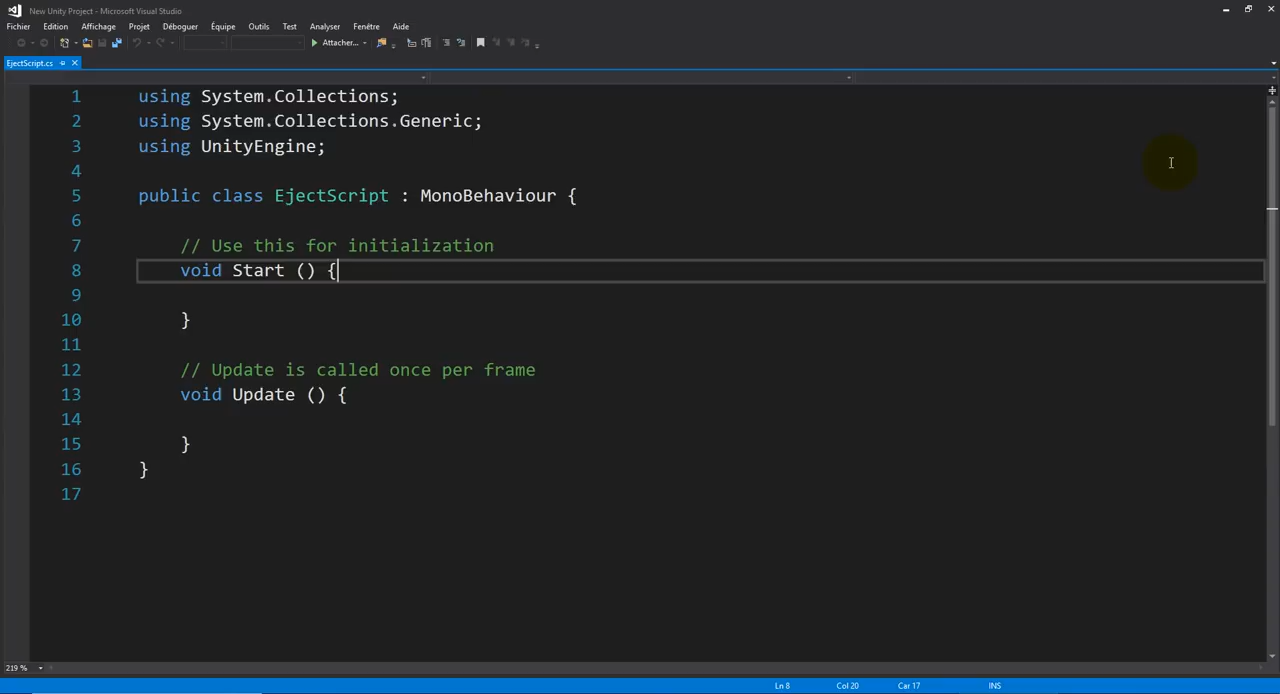 New Unity Project - Microsoft Visual Studio
Fichier Edition Affichage Projet Déboguer Équipe Outils Test Analyser Fenêtre Aide
Attacher...
EjectScript.cs
1 using System.Collections;
2 using System.Collections.Generic;
3 using UnityEngine;
4
5 public class EjectScript : MonoBehaviour {
6
7 // Use this for initialization
8 void Start () {
9
10 }
11
12 // Update is called once per frame
13 void Update () {
14
15 }
16 }
17
219 %
Ln 8 Col 20 Car 17 INS